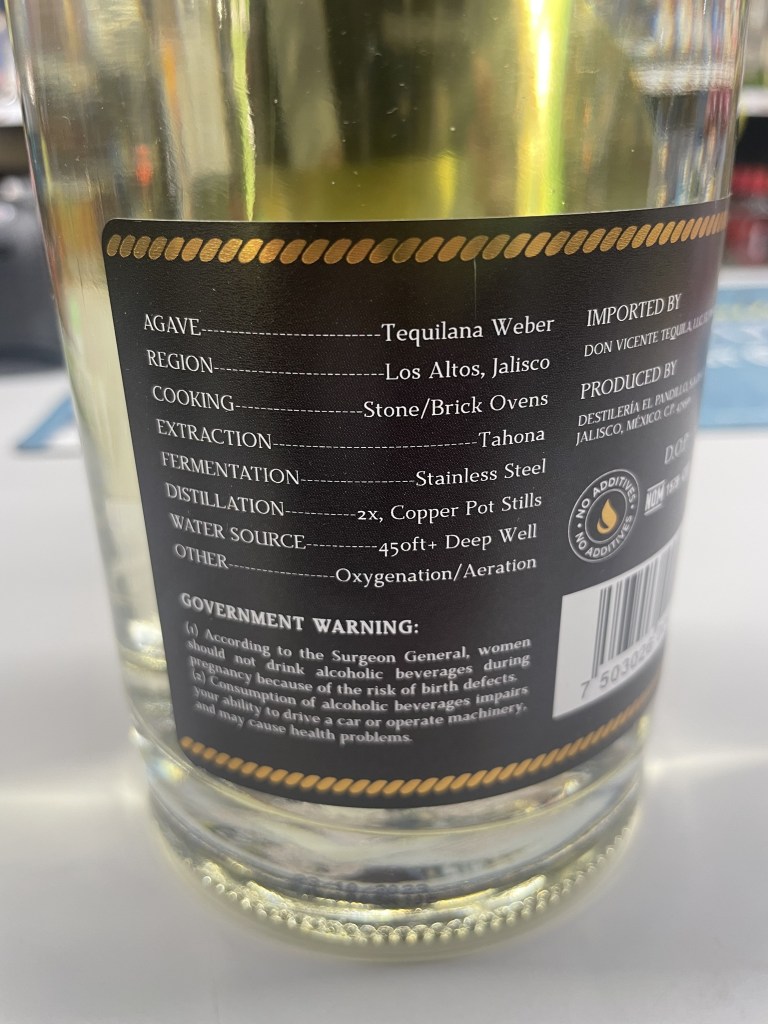 AGAVE-----------------------------Tequilana Weber
REGION----------------------------Los Altos, Jalisco
COOKING---------------------Stone/Brick Ovens
EXTRACTION----------------------------------Tahona
FERMENTATION-------------------Stainless Steel
DISTILLATION------------2x, Copper Pot Stills
WATER SOURCE------------450ft+ Deep Well
OTHER------------------Oxygenation/Aeration
GOVERNMENT WARNING:
(1) According to the Surgeon General, women
should not drink alcoholic beverages during
pregnancy because of the risk of birth defects.
(2) Consumption of alcoholic beverages impairs
your ability to drive a car or operate machinery,
and may cause health problems.
IMPORTED BY
DON VICENTE TEQUILA,
PRODUCED BY
DESTILERÍA EL PANDILLO,
JALISCO, MÉXICO. C.P.
D.O.P.
NO ADDITIVES
NO ADDITIVES
NOM
7 50302